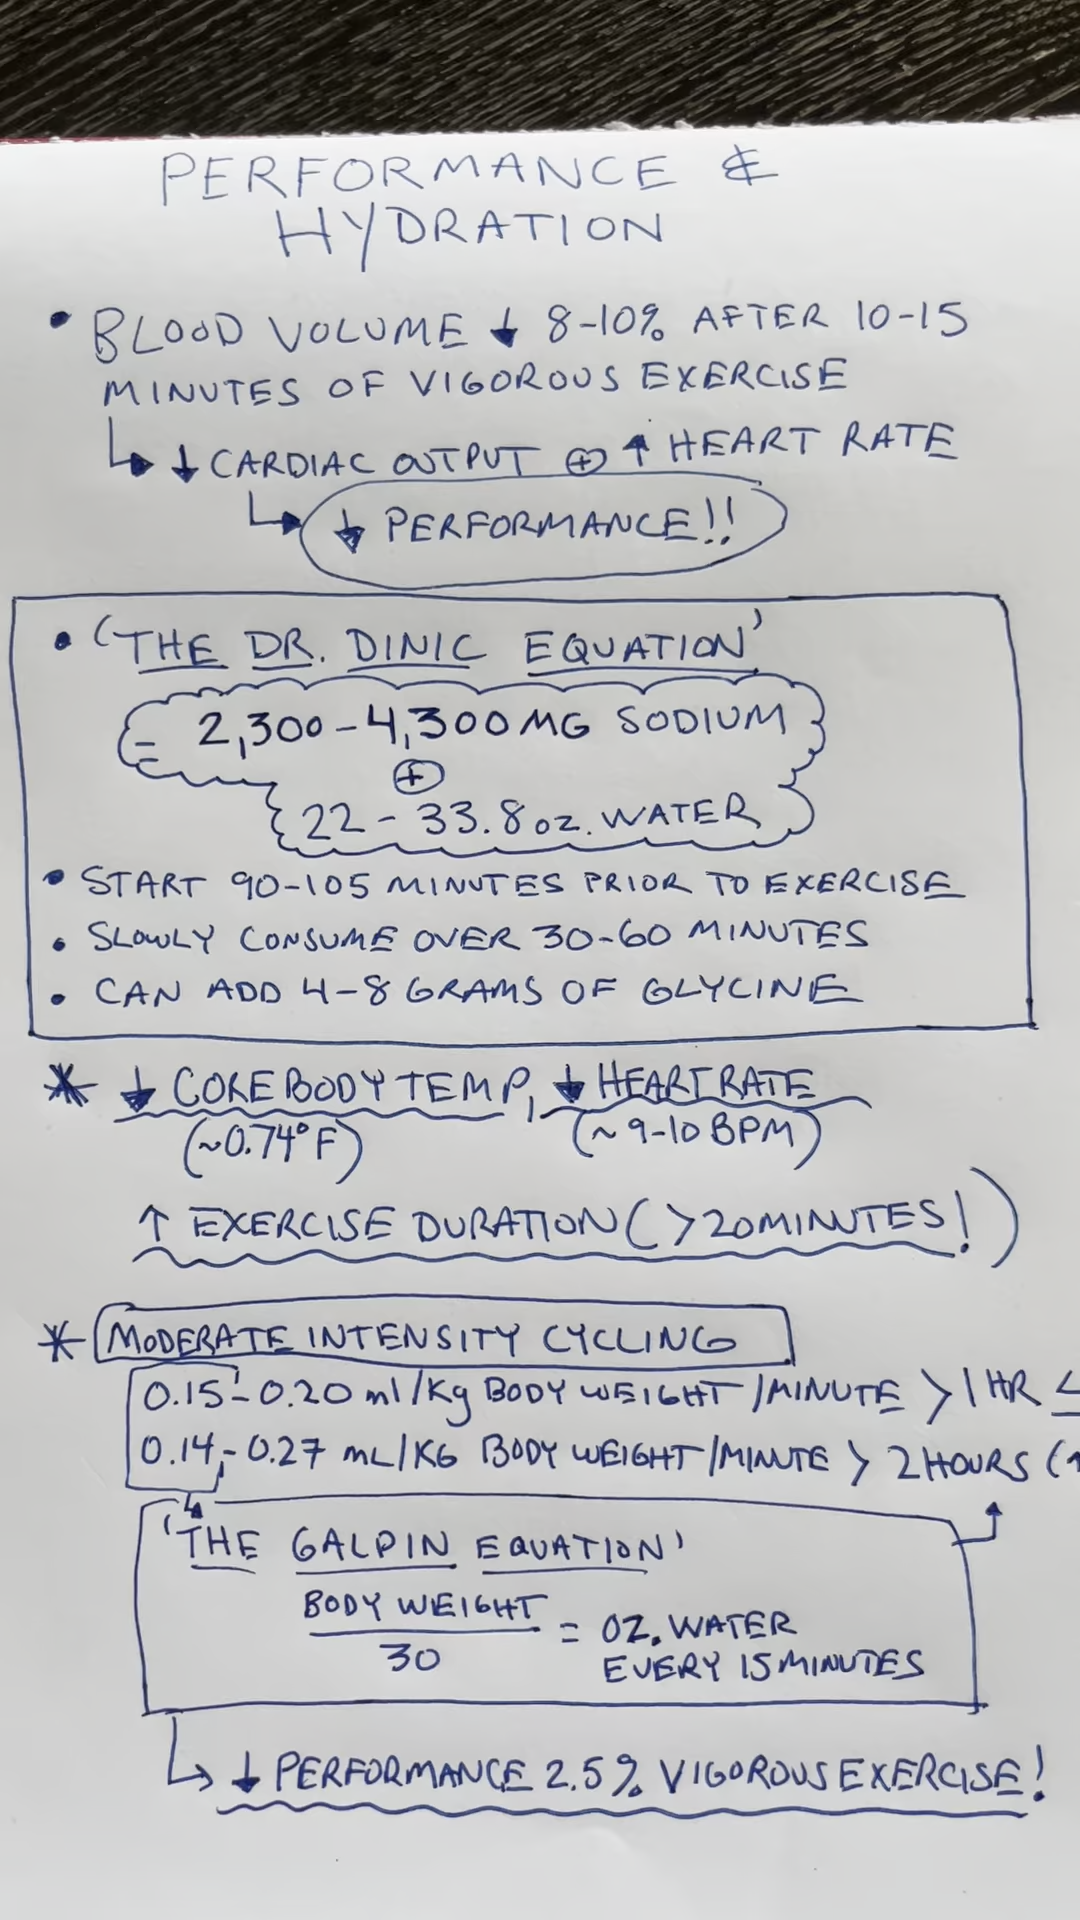 PERFORMANCE &
HYDRATION
• BLOOD VOLUME ↓ 8-10% AFTER 10-15
MINUTES OF VIGOROUS EXERCISE
↳ ↓ CARDIAC OUTPUT ⊕ ↑ HEART RATE
↳ ↓ PERFORMANCE!!
• 'THE DR. DINIC EQUATION'
= 2,300-4,300MG SODIUM
⊕
22-33.8 oz. WATER
• START 90-105 MINUTES PRIOR TO EXERCISE
• SLOWLY CONSUME OVER 30-60 MINUTES
• CAN ADD 4-8 GRAMS OF GLYCINE
* ↓ CORE BODY TEMP, ↓ HEART RATE
(~0.74°F) (~9-10 BPM)
↑ EXERCISE DURATION (>20MINUTES!)
* MODERATE INTENSITY CYCLING
0.15-0.20 ml/Kg BODY WEIGHT/MINUTE > 1 HR
0.14-0.27 mL/KG BODY WEIGHT/MINUTE > 2 HOURS (
'THE GALPIN EQUATION'
BODY WEIGHT
30
= OZ. WATER
EVERY 15 MINUTES
↳ ↓ PERFORMANCE 2.5% VIGOROUS EXERCISE!